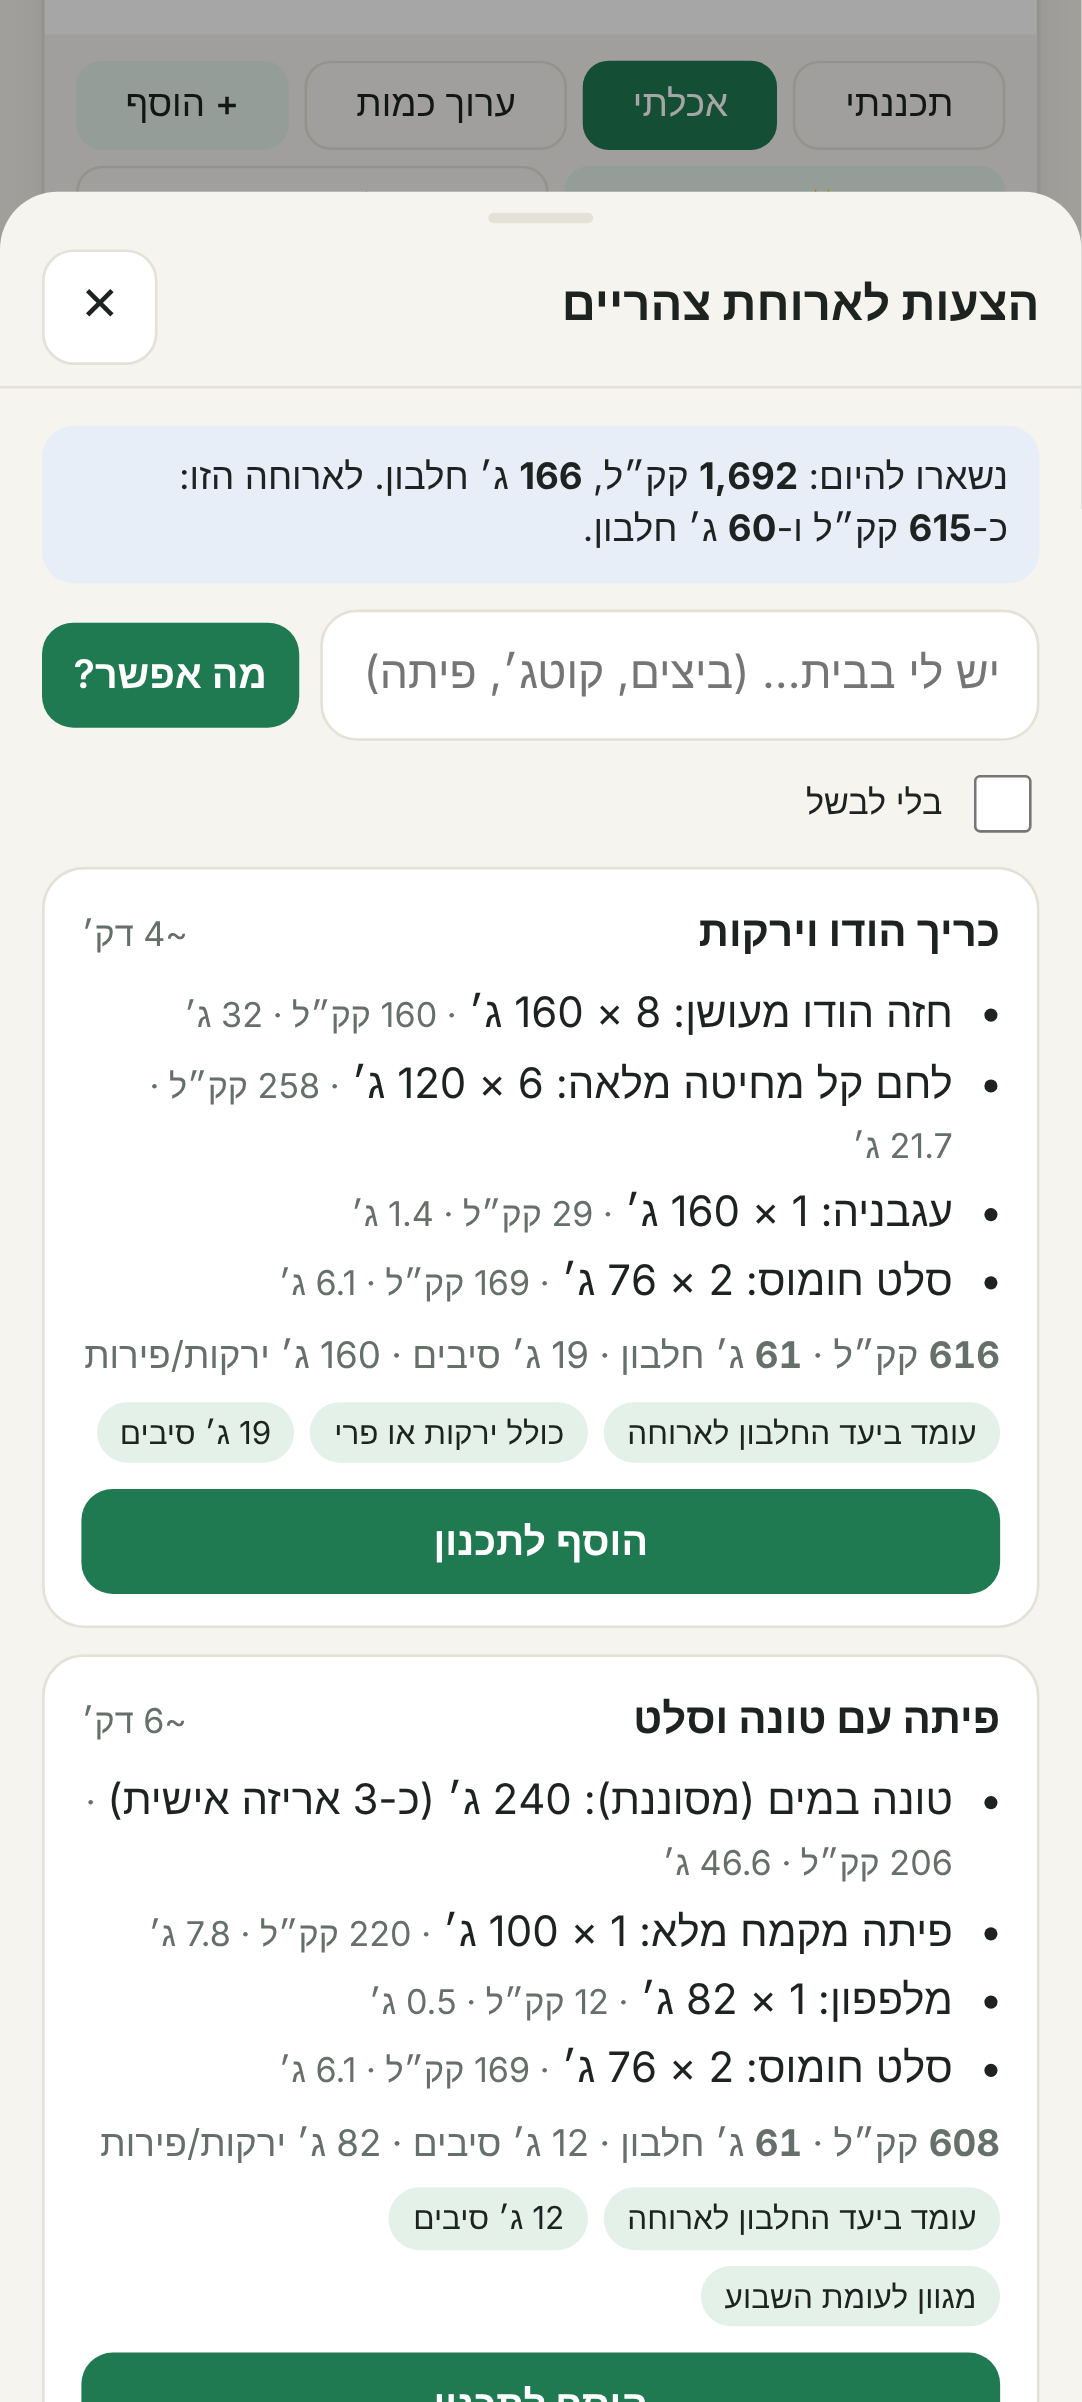 תכננתי
אכלתי
ערוך כמות
+ הוסף
הצעות לארוחת צהריים
✕
נשארו להיום: 1,692 קק״ל, 166 ג׳ חלבון. לארוחה הזו:
כ-615 קק״ל ו-60 ג׳ חלבון.
יש לי בבית... (ביצים, קוטג׳, פיתה)
מה אפשר?
בלי לבשל
כריך הודו וירקות
~4 דק׳
• חזה הודו מעושן: 8 × 160 ג׳ · 160 קק״ל · 32 ג׳
• לחם קל מחיטה מלאה: 6 × 120 ג׳ · 258 קק״ל ·
21.7 ג׳
• עגבניה: 1 × 160 ג׳ · 29 קק״ל · 1.4 ג׳
• סלט חומוס: 2 × 76 ג׳ · 169 קק״ל · 6.1 ג׳
616 קק״ל · 61 ג׳ חלבון · 19 ג׳ סיבים · 160 ג׳ ירקות/פירות
עומד ביעד החלבון לארוחה
כולל ירקות או פרי
19 ג׳ סיבים
הוסף לתכנון
פיתה עם טונה וסלט
~6 דק׳
• טונה במים (מסוננת): 240 ג׳ (כ-3 אריזה אישית) ·
206 קק״ל · 46.6 ג׳
• פיתה מקמח מלא: 1 × 100 ג׳ · 220 קק״ל · 7.8 ג׳
• מלפפון: 1 × 82 ג׳ · 12 קק״ל · 0.5 ג׳
• סלט חומוס: 2 × 76 ג׳ · 169 קק״ל · 6.1 ג׳
608 קק״ל · 61 ג׳ חלבון · 12 ג׳ סיבים · 82 ג׳ ירקות/פירות
עומד ביעד החלבון לארוחה
12 ג׳ סיבים
מגוון לעומת השבוע
הוסף לתכנון